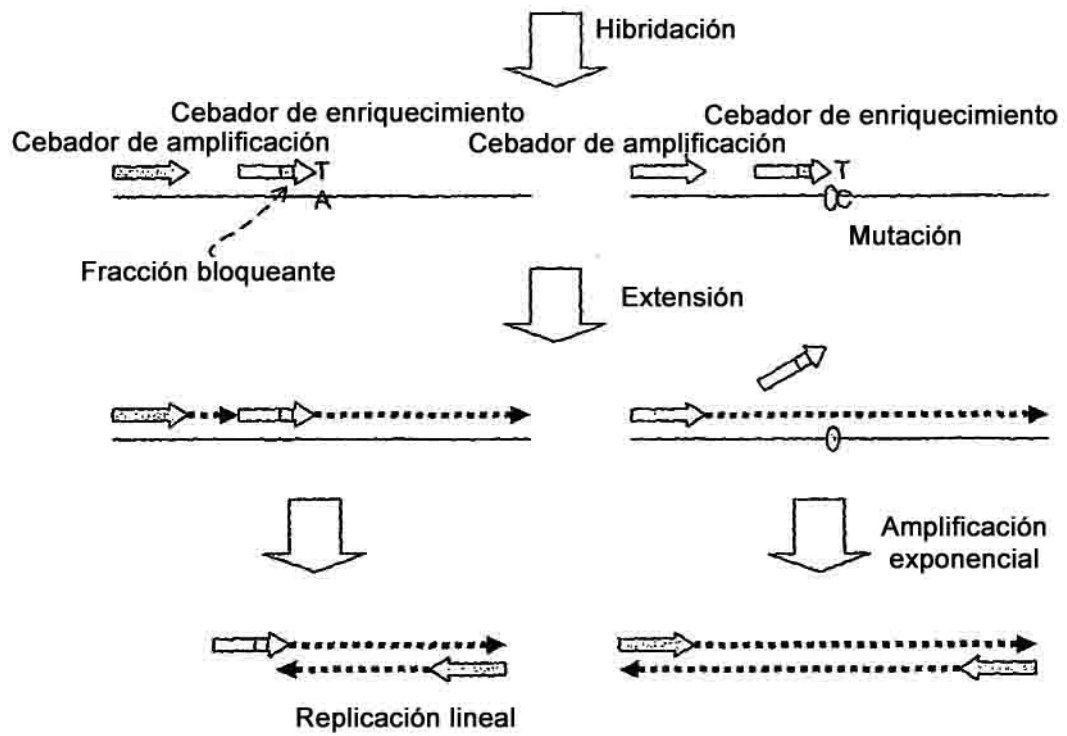 Hibridación
Cebador de enriquecimiento
Cebador de amplificación
T
A
Fracción bloqueante
Cebador de enriquecimiento
Cebador de amplificación
T
C
Mutación
Extensión
Amplificación
exponencial
Replicación lineal